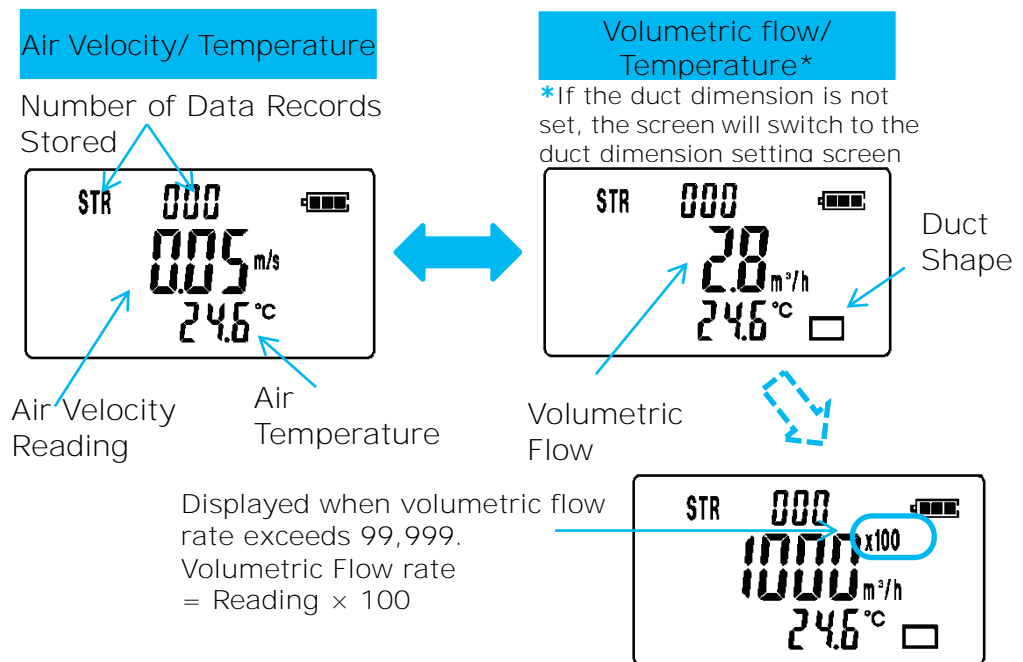 Air Velocity/ Temperature
Number of Data Records
Stored
STR 000
0.05 m/s
24.6 °C
Air Velocity
Reading
Air
Temperature
Volumetric flow/
Temperature*
*If the duct dimension is not
set, the screen will switch to the
duct dimension setting screen
STR 000
2.8 m³/h
24.6 °C
Duct
Shape
Volumetric
Flow
Displayed when volumetric flow
rate exceeds 99,999.
Volumetric Flow rate
= Reading × 100
STR 000
x100
1000 m³/h
24.6 °C